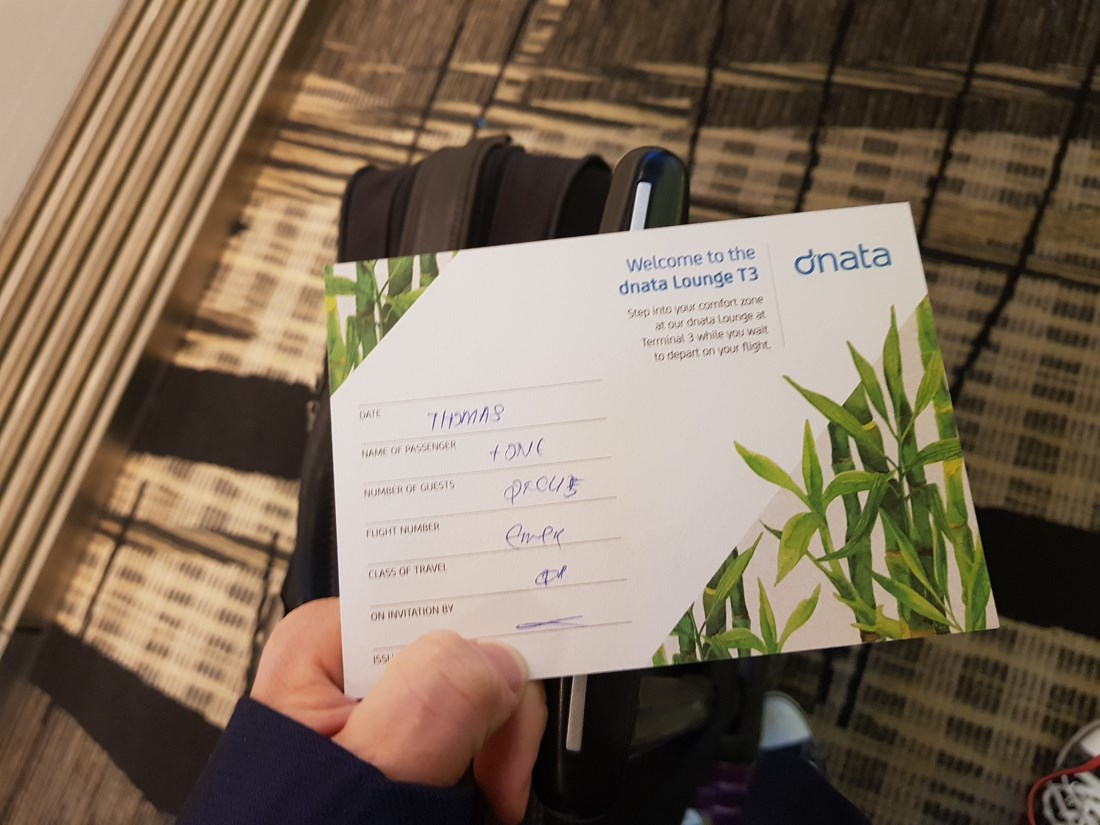 Welcome to the
dnata Lounge T3
dnata
Step into your comfort zone
at our dnata Lounge at
Terminal 3 while you wait
to depart on your flight.
DATE THOMAS
NAME OF PASSENGER
NUMBER OF GUESTS
FLIGHT NUMBER
CLASS OF TRAVEL
ON INVITATION BY